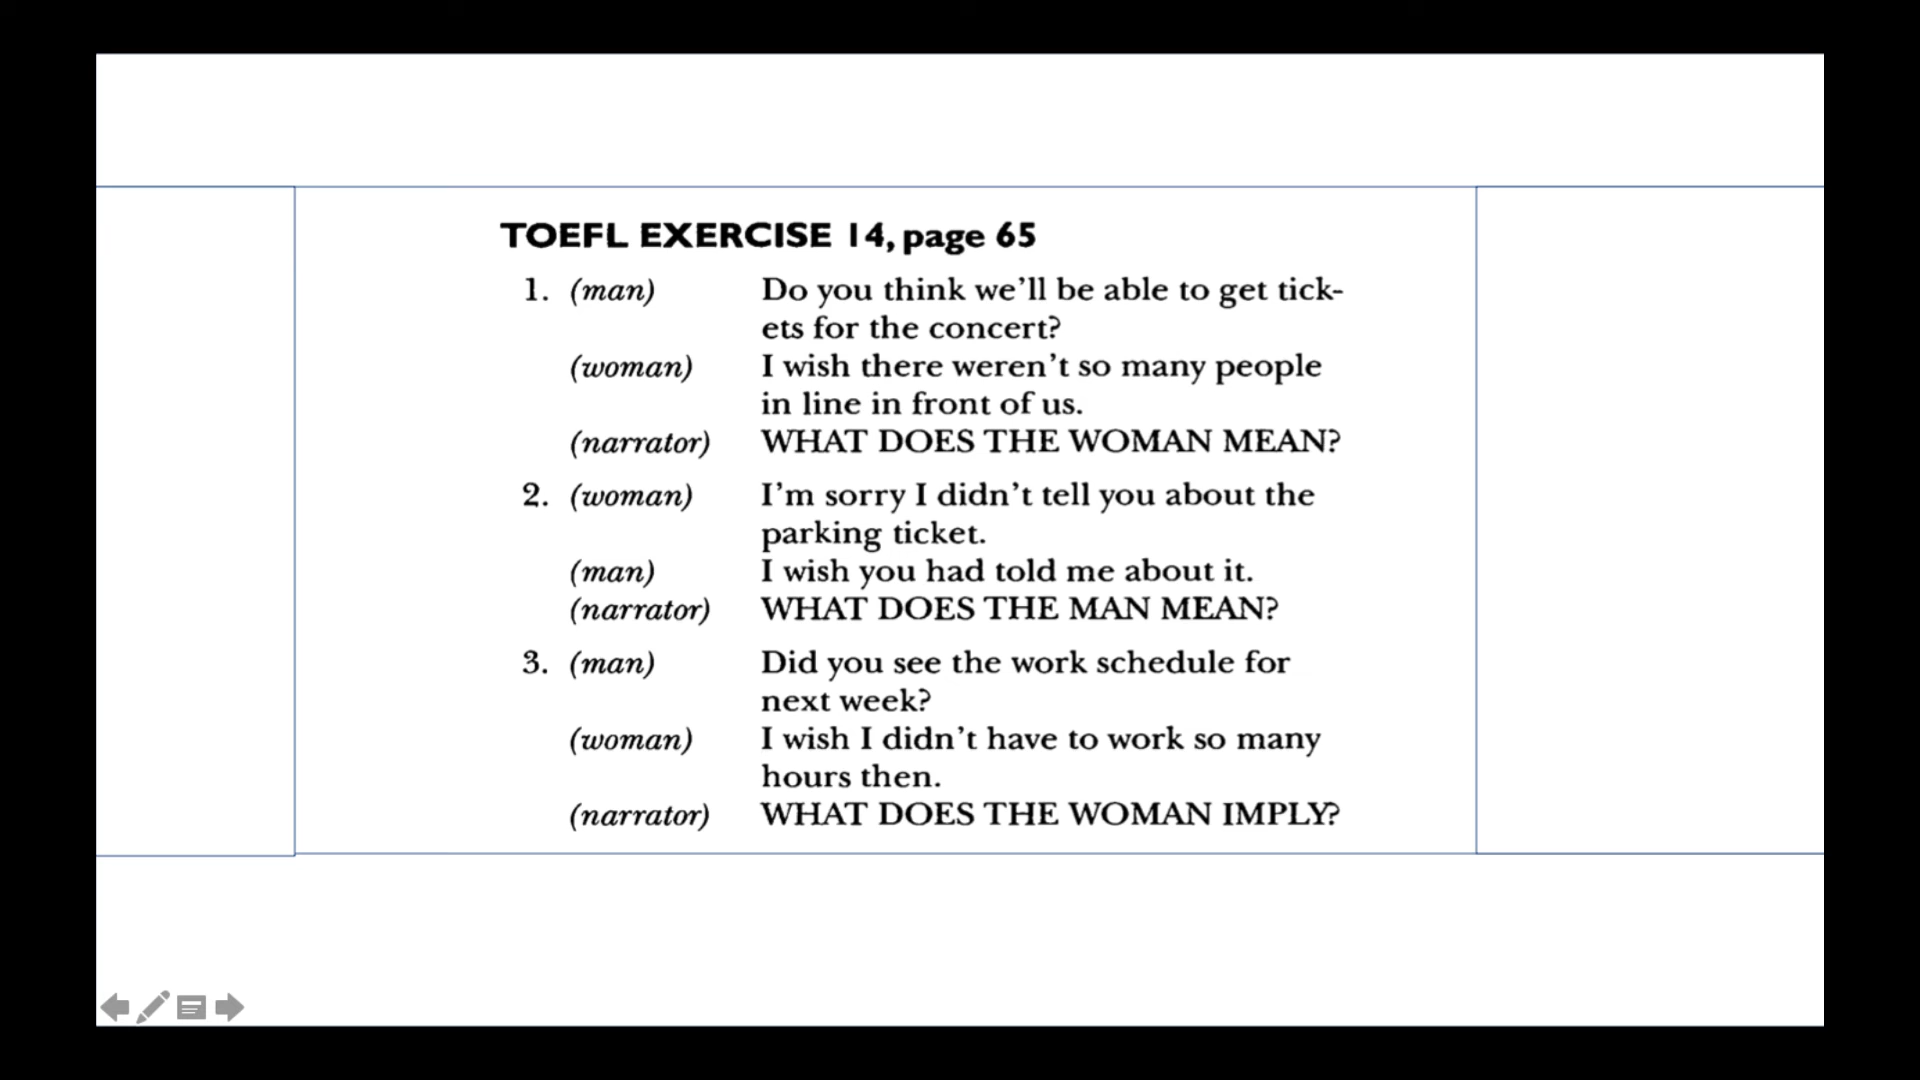 TOEFL EXERCISE 14, page 65
1. (man) Do you think we'll be able to get tick-
ets for the concert?
(woman) I wish there weren't so many people
in line in front of us.
(narrator) WHAT DOES THE WOMAN MEAN?
2. (woman) I'm sorry I didn't tell you about the
parking ticket.
(man) I wish you had told me about it.
(narrator) WHAT DOES THE MAN MEAN?
3. (man) Did you see the work schedule for
next week?
(woman) I wish I didn't have to work so many
hours then.
(narrator) WHAT DOES THE WOMAN IMPLY?